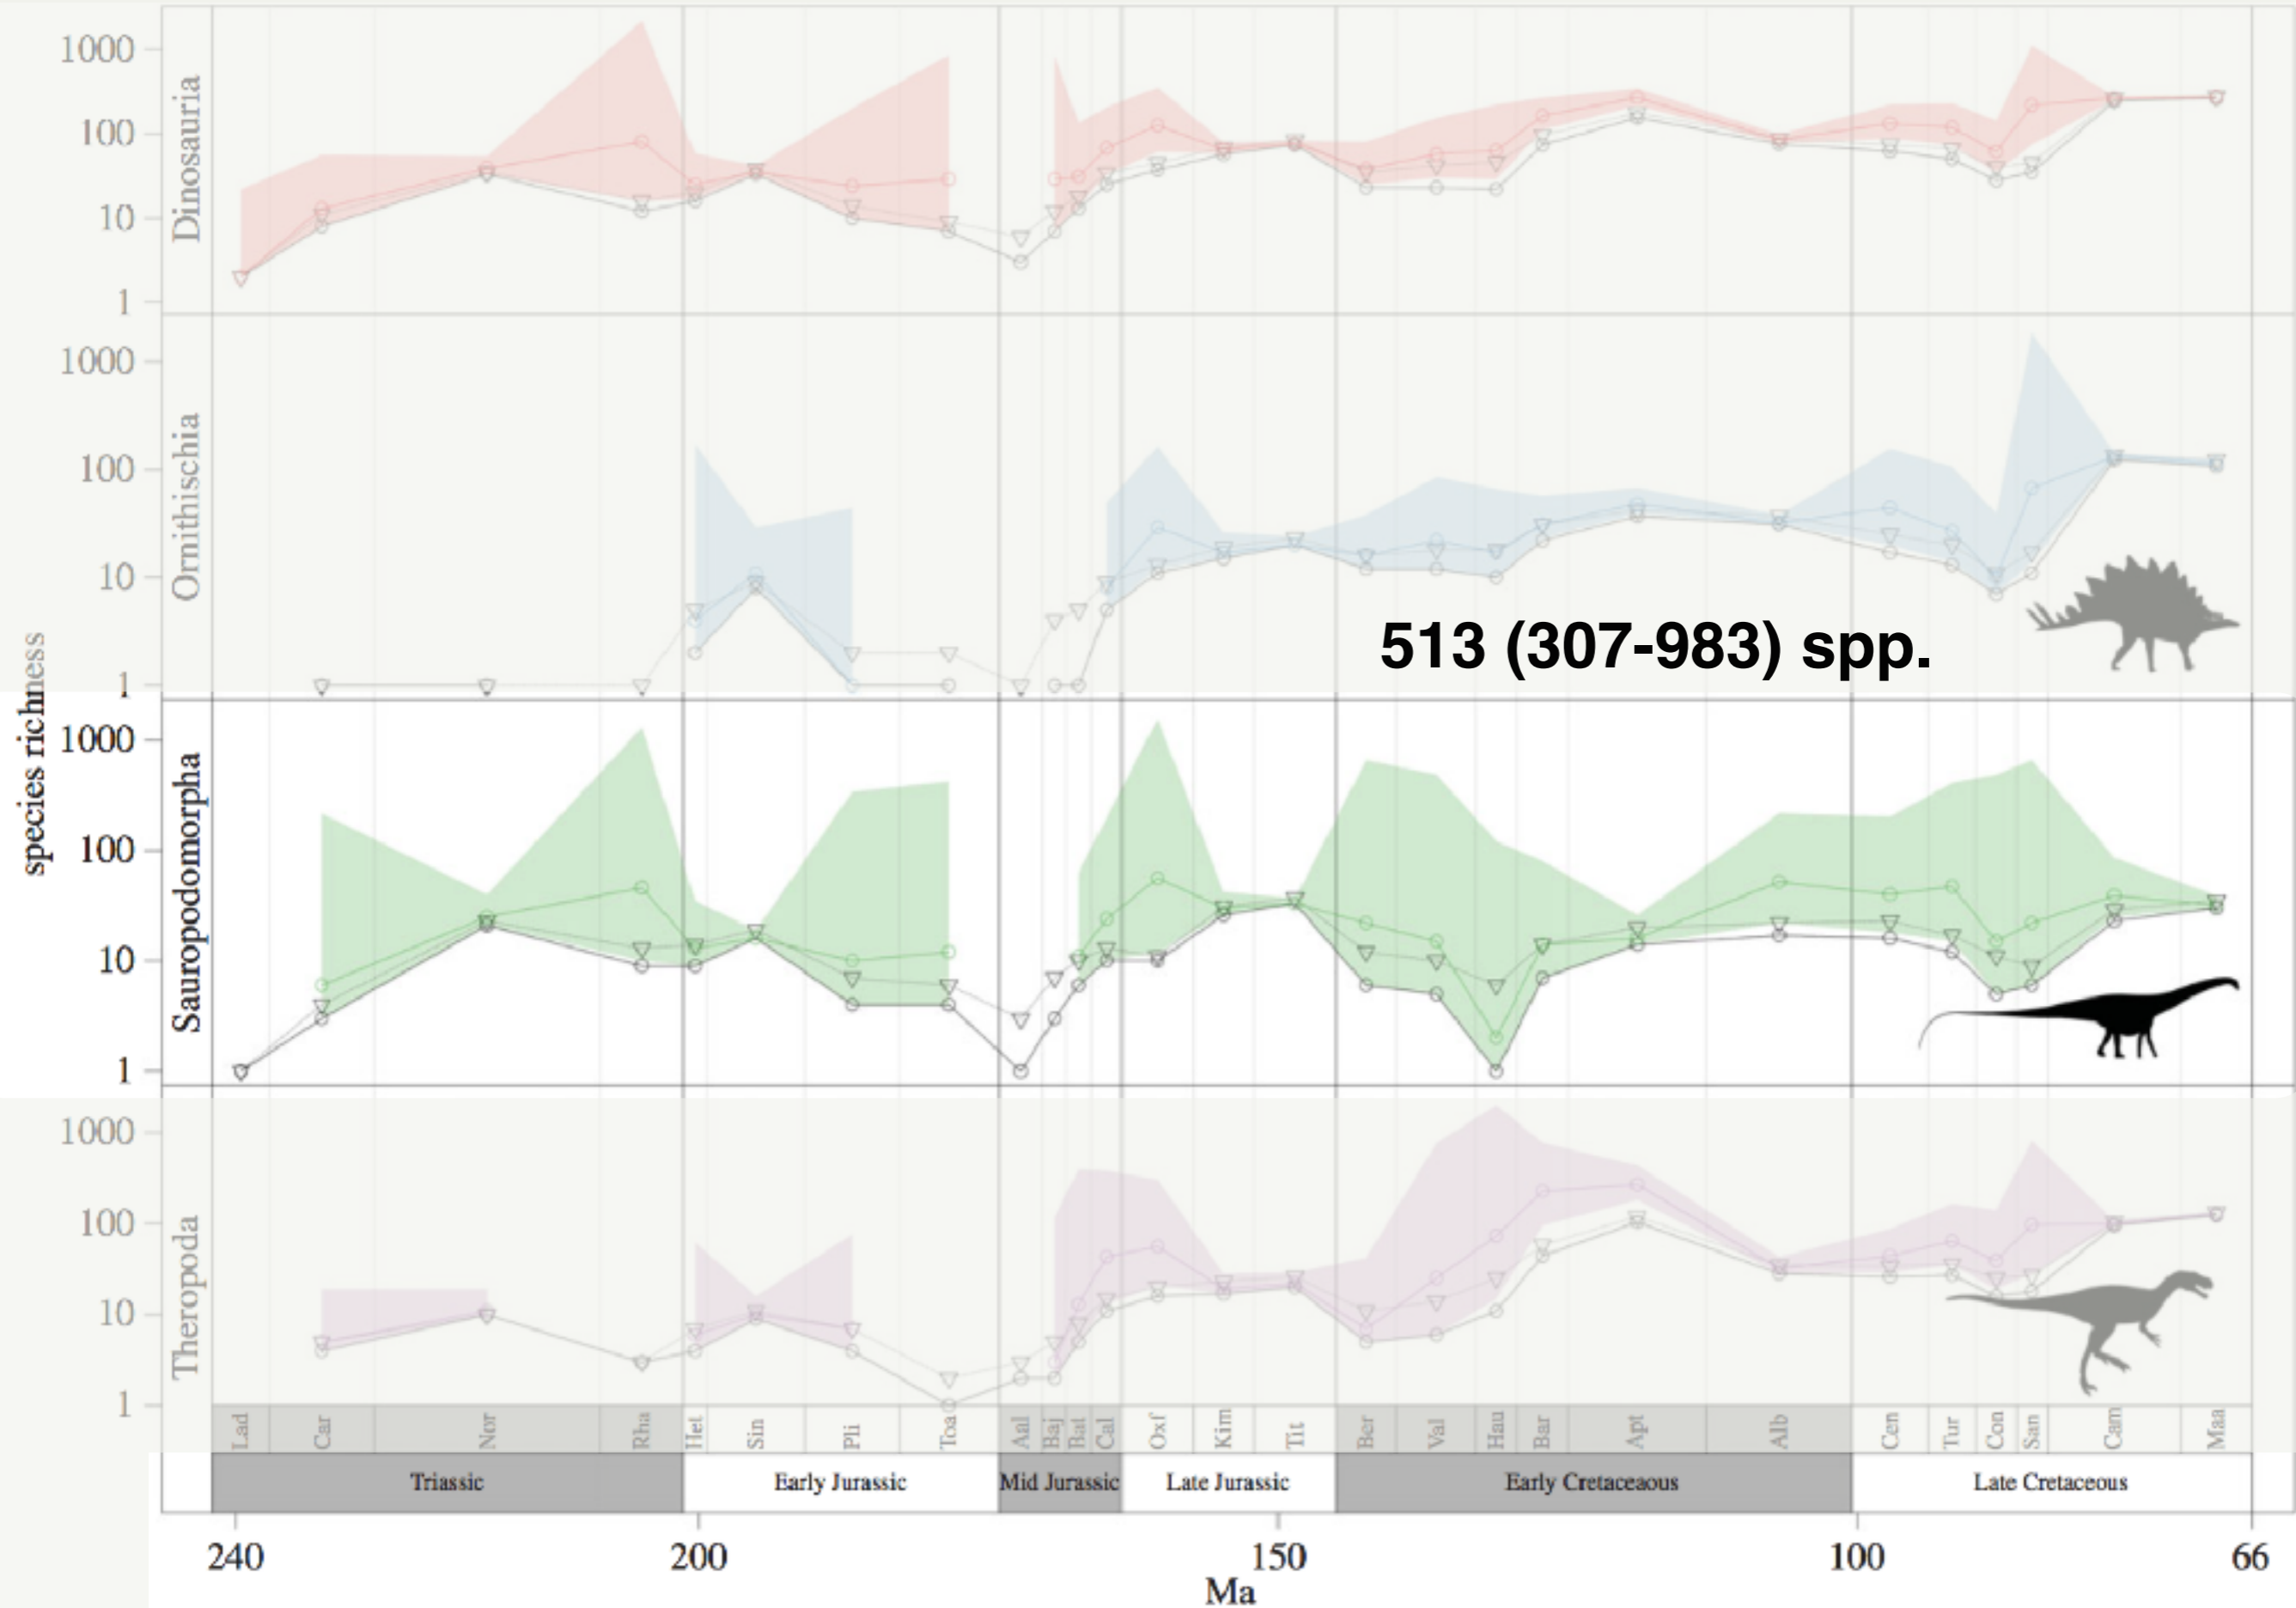 species richness
Dinosauria
1000
100
10
1
Ornithischia
1000
100
10
1
513 (307-983) spp.
Sauropodomorpha
1000
100
10
1
Theropoda
1000
100
10
1
Lad Car Nor Rha Het Sin Pli Toa Aal Baj Bat Cal Oxf Kim Tit Ber Val Hau Bar Apt Alb Cen Tur Con San Cam Maa
Triassic Early Jurassic Mid Jurassic Late Jurassic Early Cretaceaous Late Cretaceous
240 200 150 100 66
Ma